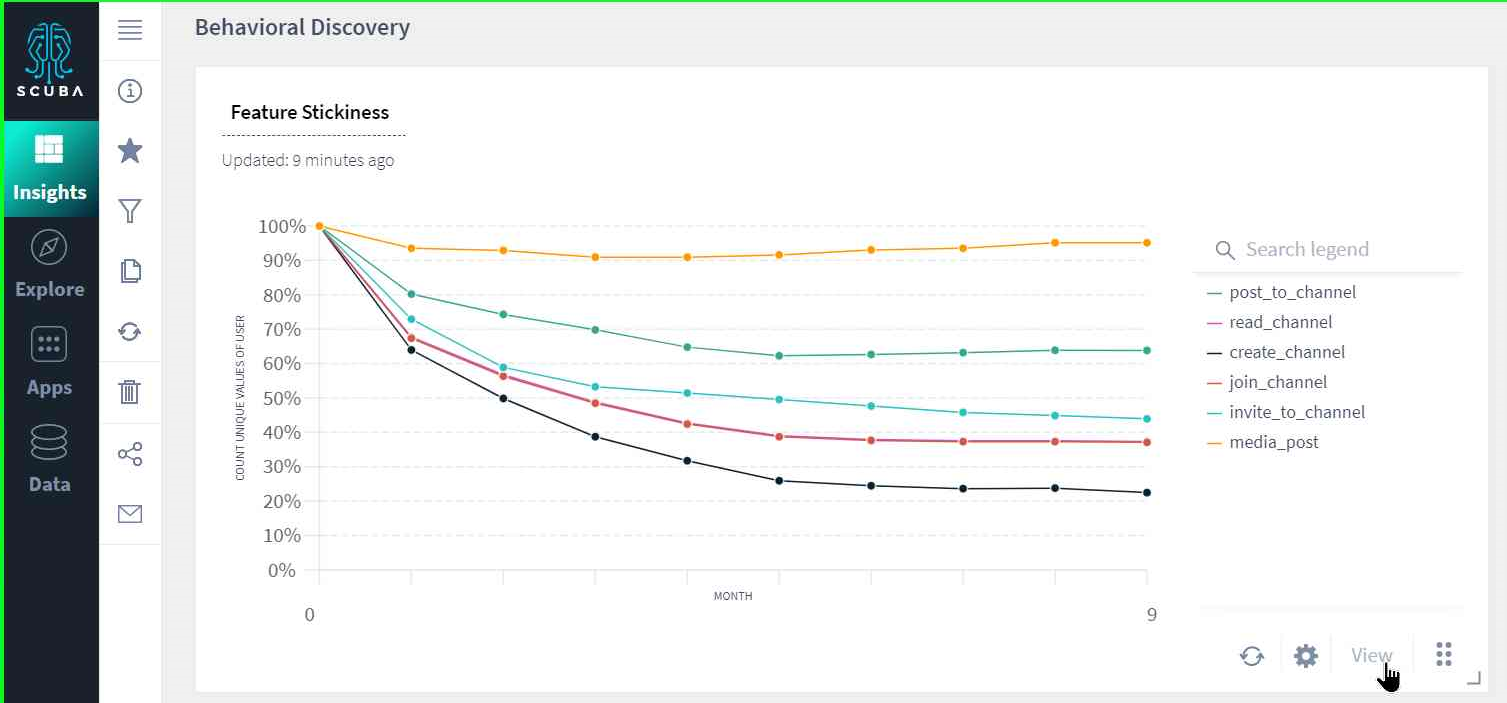 SCUBA
Insights
Explore
Apps
Data
Behavioral Discovery
Feature Stickiness
Updated: 9 minutes ago
COUNT UNIQUE VALUES OF USER
100%
90%
80%
70%
60%
50%
40%
30%
20%
10%
0%
0
MONTH
9
Search legend
post_to_channel
read_channel
create_channel
join_channel
invite_to_channel
media_post
View